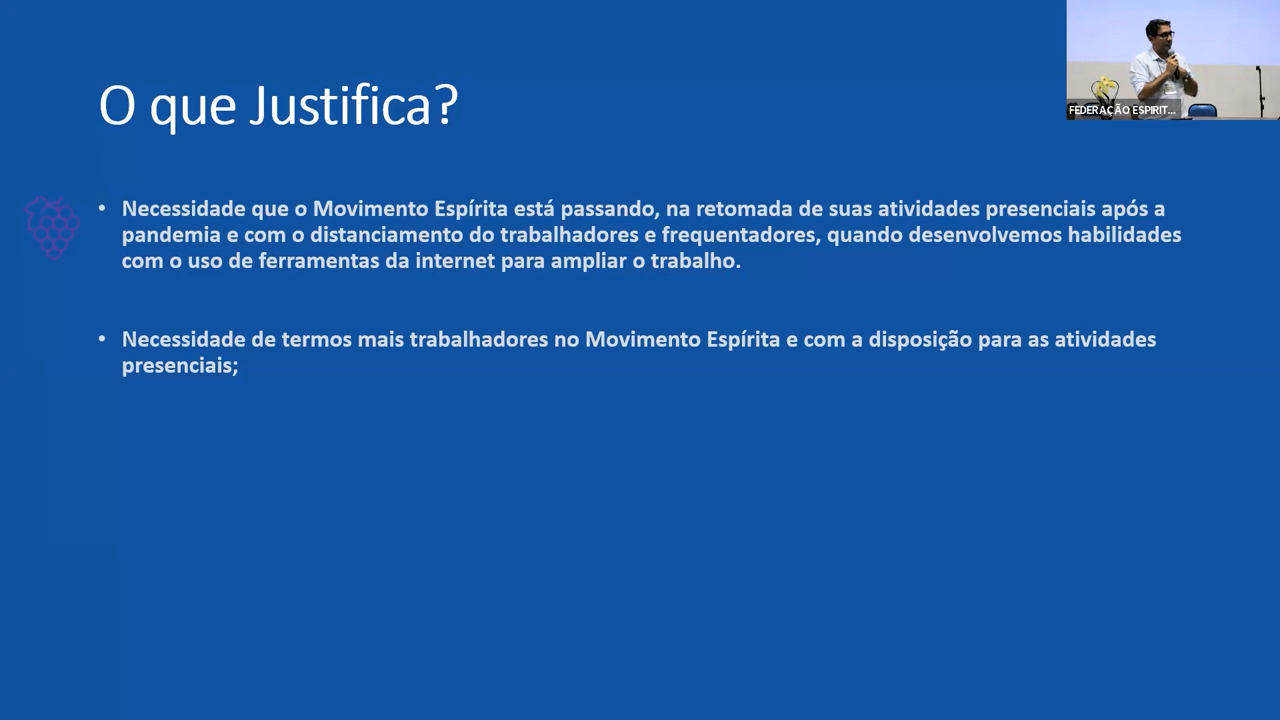 O que Justifica?
FEDERAÇÃO ESPIRIT...
• Necessidade que o Movimento Espírita está passando, na retomada de suas atividades presenciais após a
pandemia e com o distanciamento do trabalhadores e frequentadores, quando desenvolvemos habilidades
com o uso de ferramentas da internet para ampliar o trabalho.
• Necessidade de termos mais trabalhadores no Movimento Espírita e com a disposição para as atividades
presenciais;